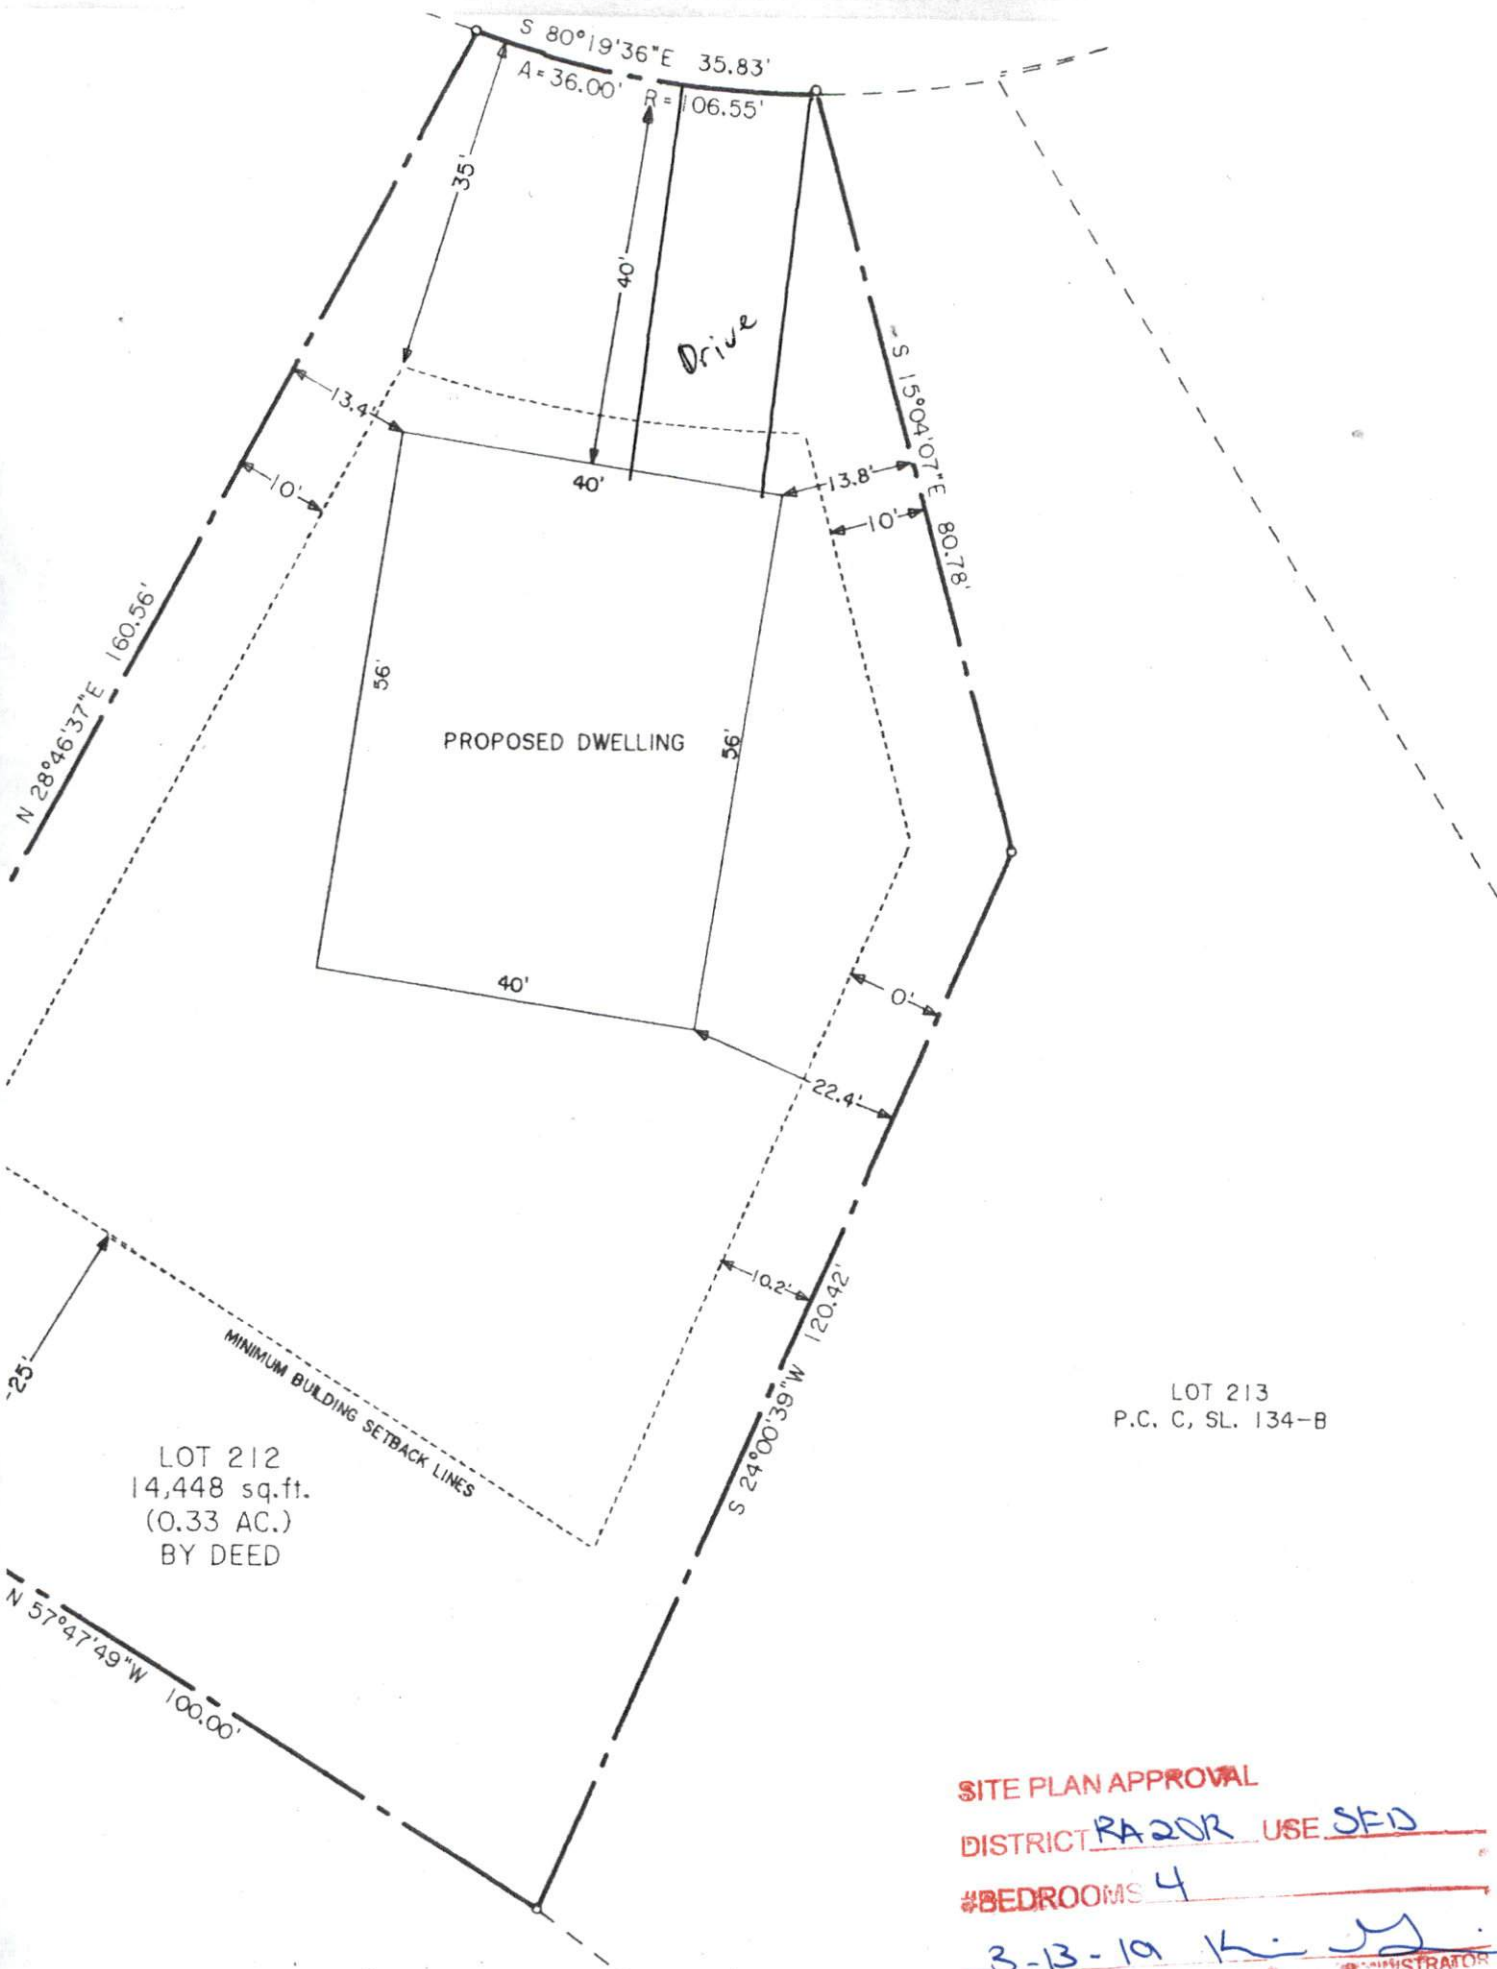 S 80°19'36"E 35.83'
A=36.00' R=106.55'
35'
40'
Drive
S 15°04'07"E 80.78'
13.4'
10'
40'
13.8'
10'
N 28°46'37"E 160.56'
56'
PROPOSED DWELLING
56'
40'
0'
22.4'
10.2'
S 24°00'39"W 120.42'
25'
MINIMUM BUILDING SETBACK LINES
LOT 212
14,448 sq.ft.
(0.33 AC.)
BY DEED
LOT 213
P.C. C, SL. 134-B
N 57°47'49"W 100.00'
SITE PLAN APPROVAL
DISTRICT RA20R USE SFD
#BEDROOMS 4
3-13-19